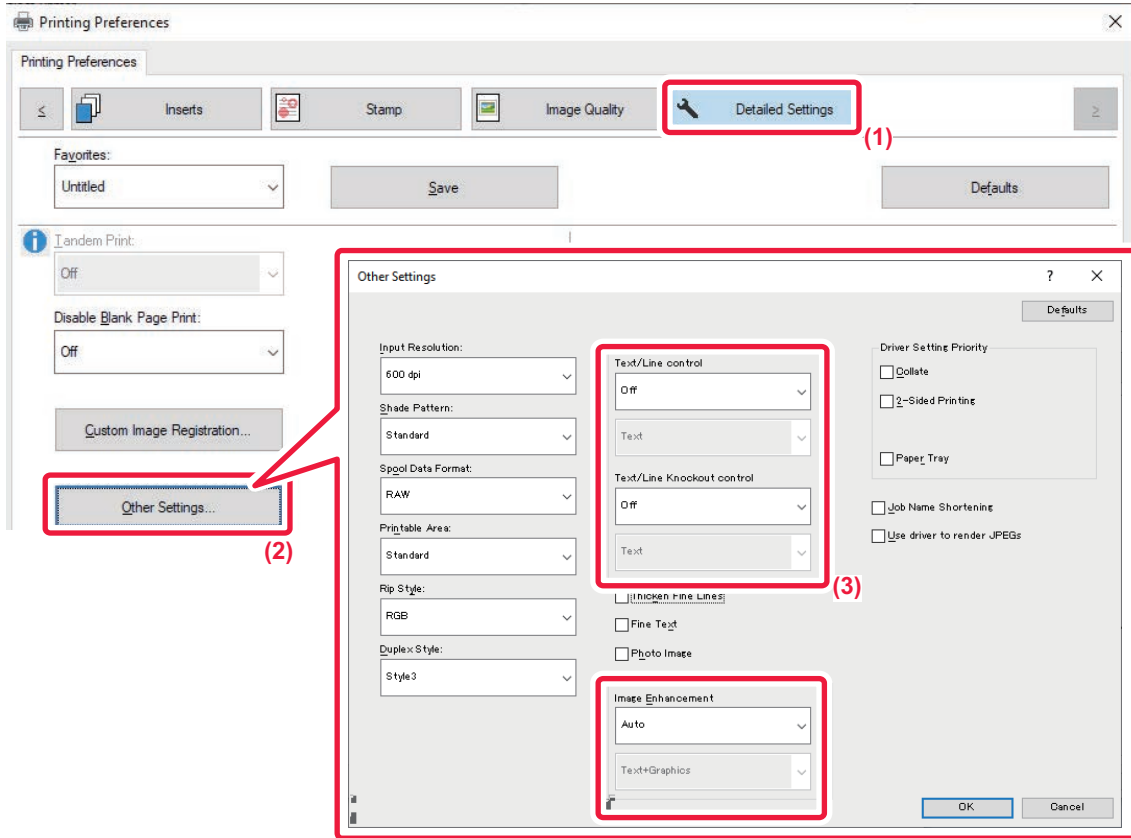 Printing Preferences
Printing Preferences
<
Inserts
Stamp
Image Quality
Detailed Settings
>
(1)
Favorites:
Untitled
Save
Defaults
Tandem Print:
Off
Disable Blank Page Print:
Off
Custom Image Registration...
Other Settings...
(2)
Other Settings
?
Defaults
Input Resolution:
600 dpi
Shade Pattern:
Standard
Spool Data Format:
RAW
Printable Area:
Standard
Rip Style:
RGB
Duplex Style:
Style3
Text/Line control
Off
Text
Text/Line Knockout control
Off
Text
(3)
Thicken Fine Lines
Fine Text
Photo Image
Image Enhancement
Auto
Text+Graphics
Driver Setting Priority
Collate
2-Sided Printing
Paper Tray
Job Name Shortening
Use driver to render JPEGs
OK
Cancel